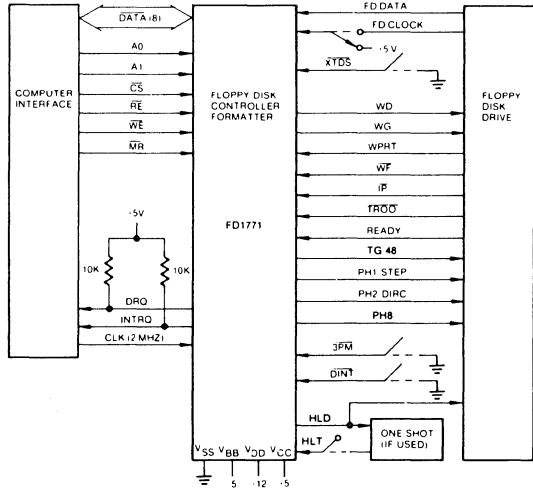 DATA (8)
A0
A1
CS
RE
WE
MR
COMPUTER
INTERFACE
·5V
10K
10K
DRQ
INTRQ
CLK (2 MHZ)
FLOPPY DISK
CONTROLLER
FORMATTER
FD1771
VSS
VBB
VDD
VCC
5
·12
·5
FD DATA
FD CLOCK
·5V
XTDS
WD
WG
WPRT
WF
IP
TROO
READY
TG 48
PH1 STEP
PH2 DIRC
PH8
3PM
DINT
HLD
HLT
ONE SHOT
(IF USED)
FLOPPY
DISK
DRIVE